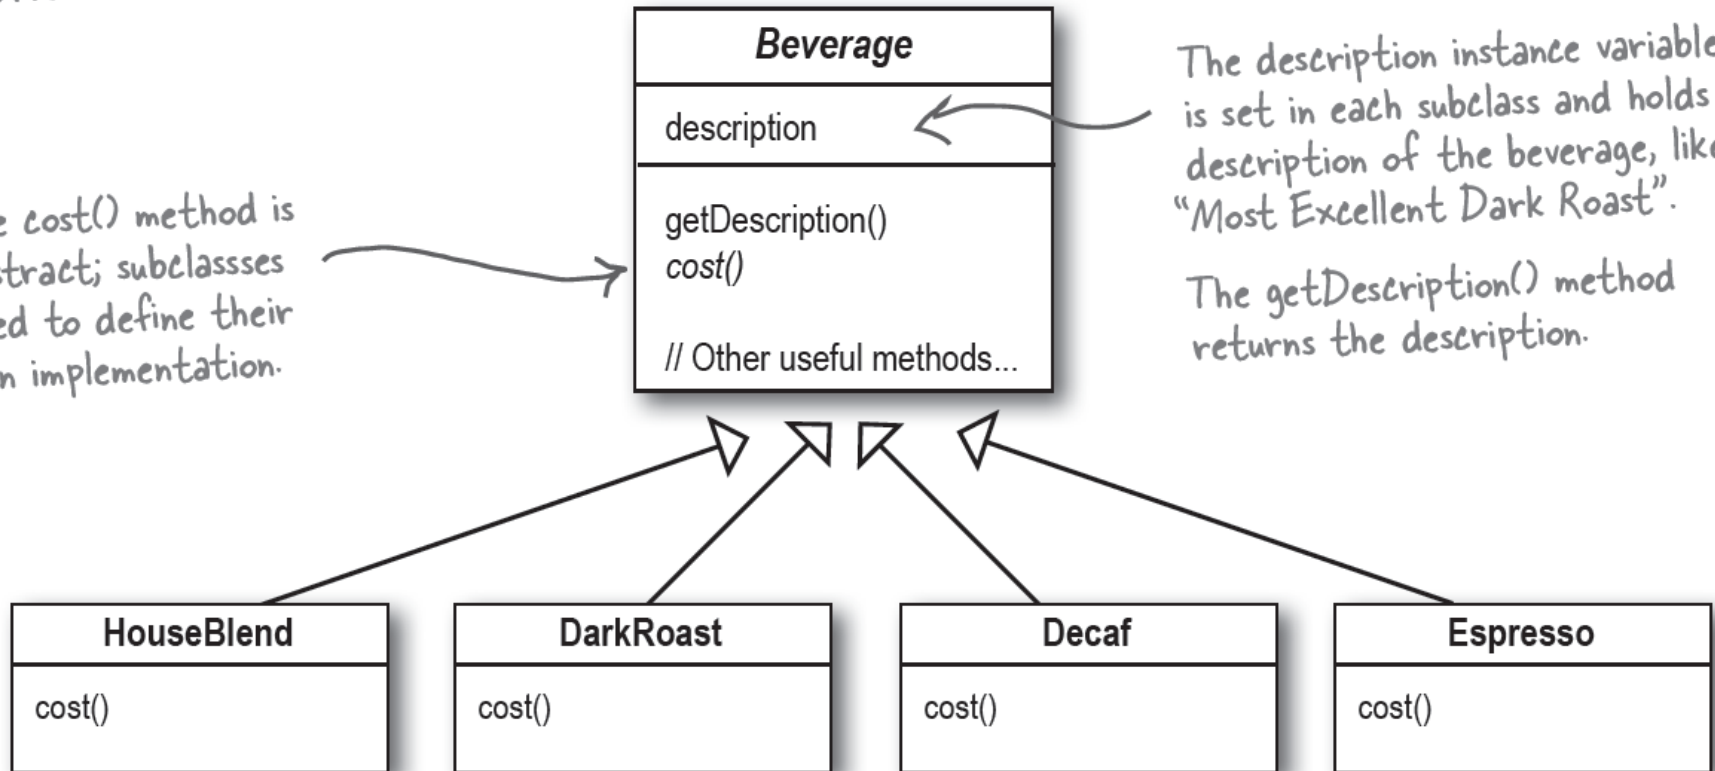 Beverage
description
getDescription()
cost()
// Other useful methods...
The description instance variable
is set in each subclass and holds
description of the beverage, like
“Most Excellent Dark Roast”.
The getDescription() method
returns the description.
cost() method is
subclassses
to define their
implementation.
HouseBlend
cost()
DarkRoast
cost()
Decaf
cost()
Espresso
cost()